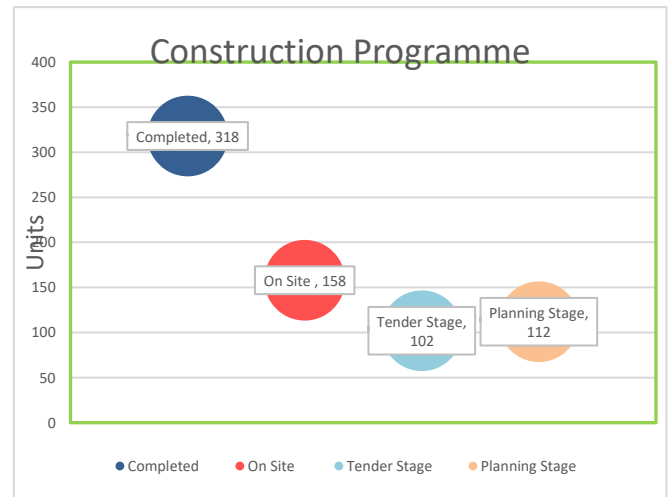 Construction Programme
400
350
300
250
200
150
100
50
0
Units
Completed, 318
On Site , 158
Tender Stage,
102
Planning Stage,
112
Completed
On Site
Tender Stage
Planning Stage